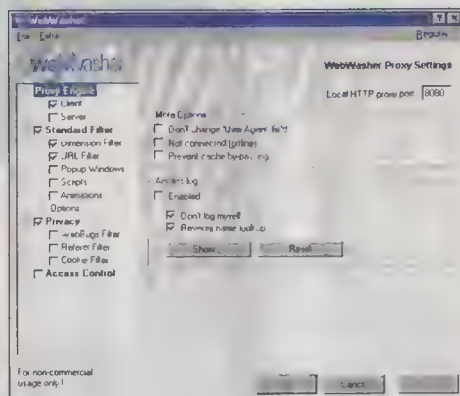 WebWasher
File Extra
Register
WebWasher
WebWasher Proxy Settings
Proxy Engine
Client
Server
Standard Filter
Dimension Filter
URL Filter
Popup Windows
Scripts
Animations
Options
Privacy
WebBugs Filter
Referer Filter
Cookie Filter
Access Control
Local HTTP proxy port 8080
More Options
Don't change 'User Agent' field
Not connected (offline)
Prevent cache by-passing
Access log
Enabled
Don't log myself
Reverse name lookup
Show
Reset
For non-commercial
usage only!
Cancel